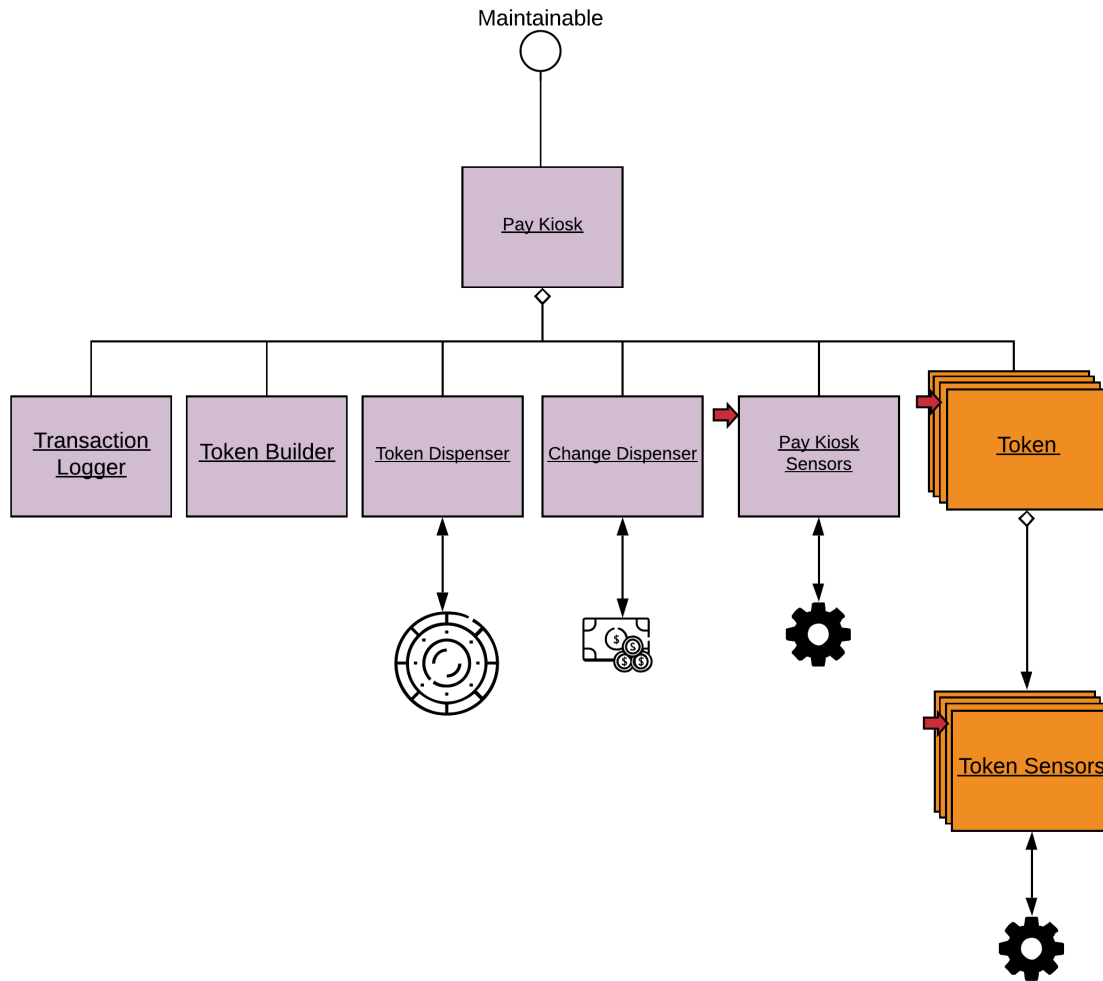 Maintainable
Pay Kiosk
Transaction
Logger
Token Builder
Token Dispenser
Change Dispenser
Pay Kiosk
Sensors
Token
$
$
$
$
Token Sensors